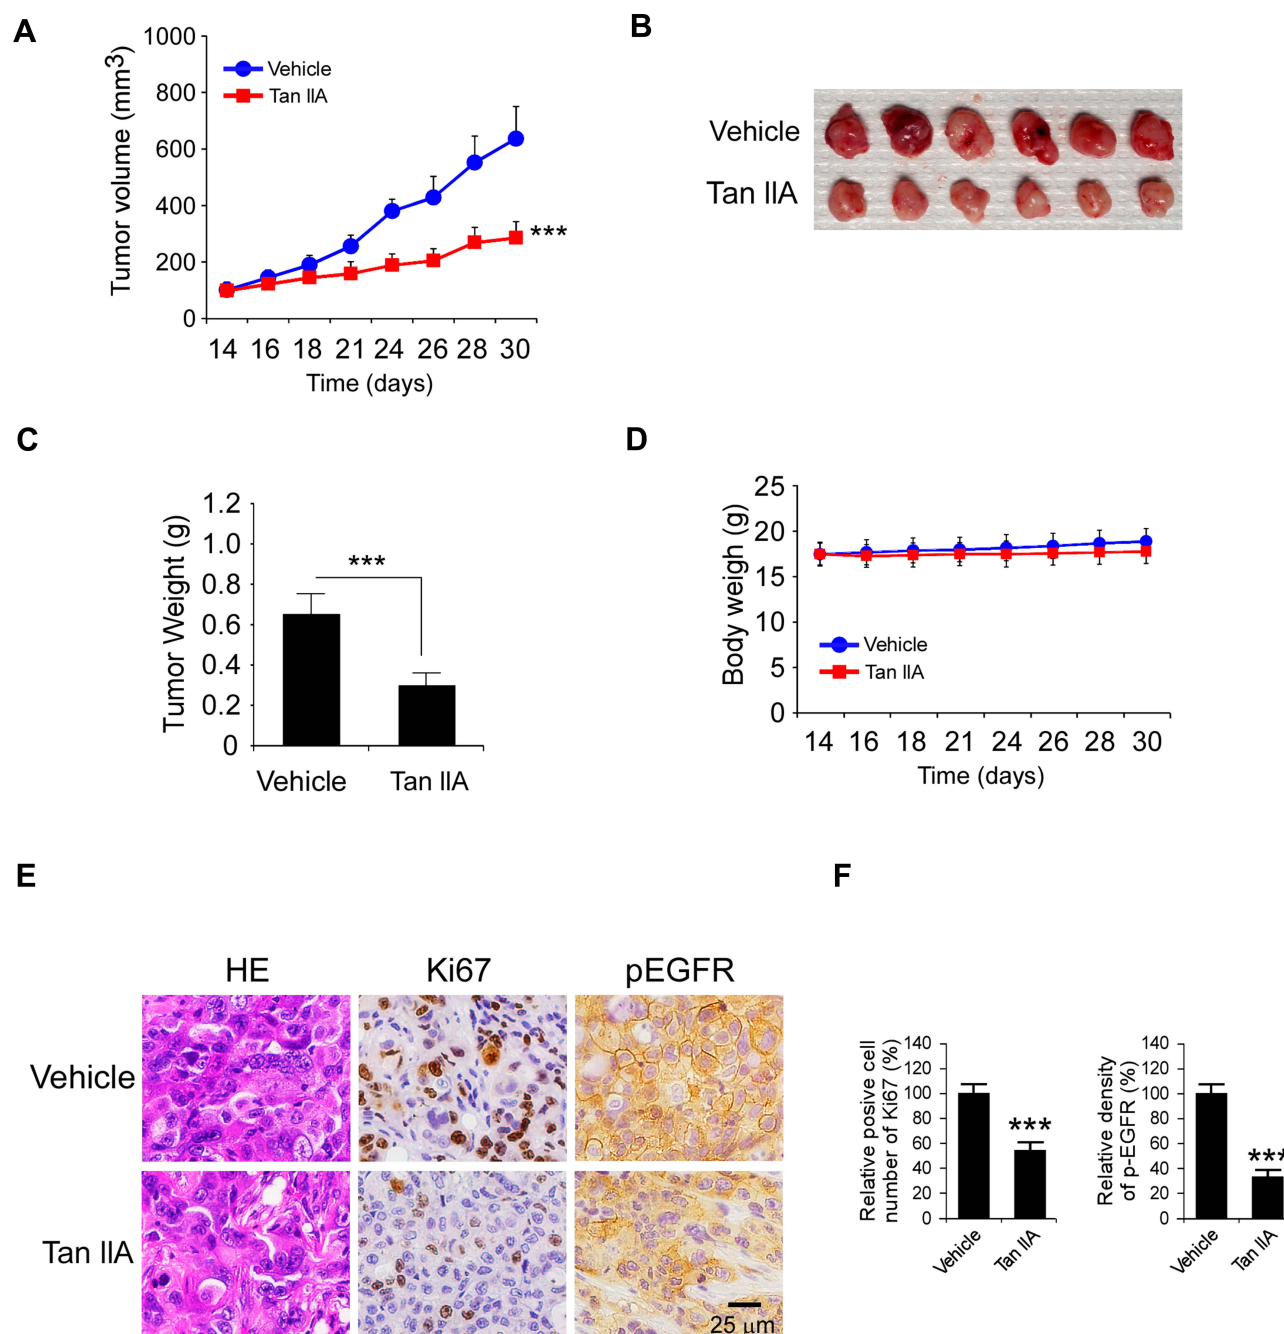 A
1000
800
600
400
200
0
Tumor volume (mm3)
Vehicle
Tan IIA
***
14 16 18 21 24 26 28 30
Time (days)
B
Vehicle
Tan IIA
C
1.2
1.0
0.8
0.6
0.4
0.2
0
Tumor Weight (g)
***
Vehicle Tan IIA
D
25
20
15
10
5
0
Body weigh (g)
Vehicle
Tan IIA
14 16 18 21 24 26 28 30
Time (days)
E
HE Ki67 pEGFR
Vehicle
Tan IIA
25 µm
F
Relative posive cell
number of Ki67 (%)
140
120
100
80
60
40
20
0
***
Vehicle
Tan IIA
Relative density
of p-EGFR (%)
140
120
100
80
60
40
20
0
***
Vehicle
Tan IIA